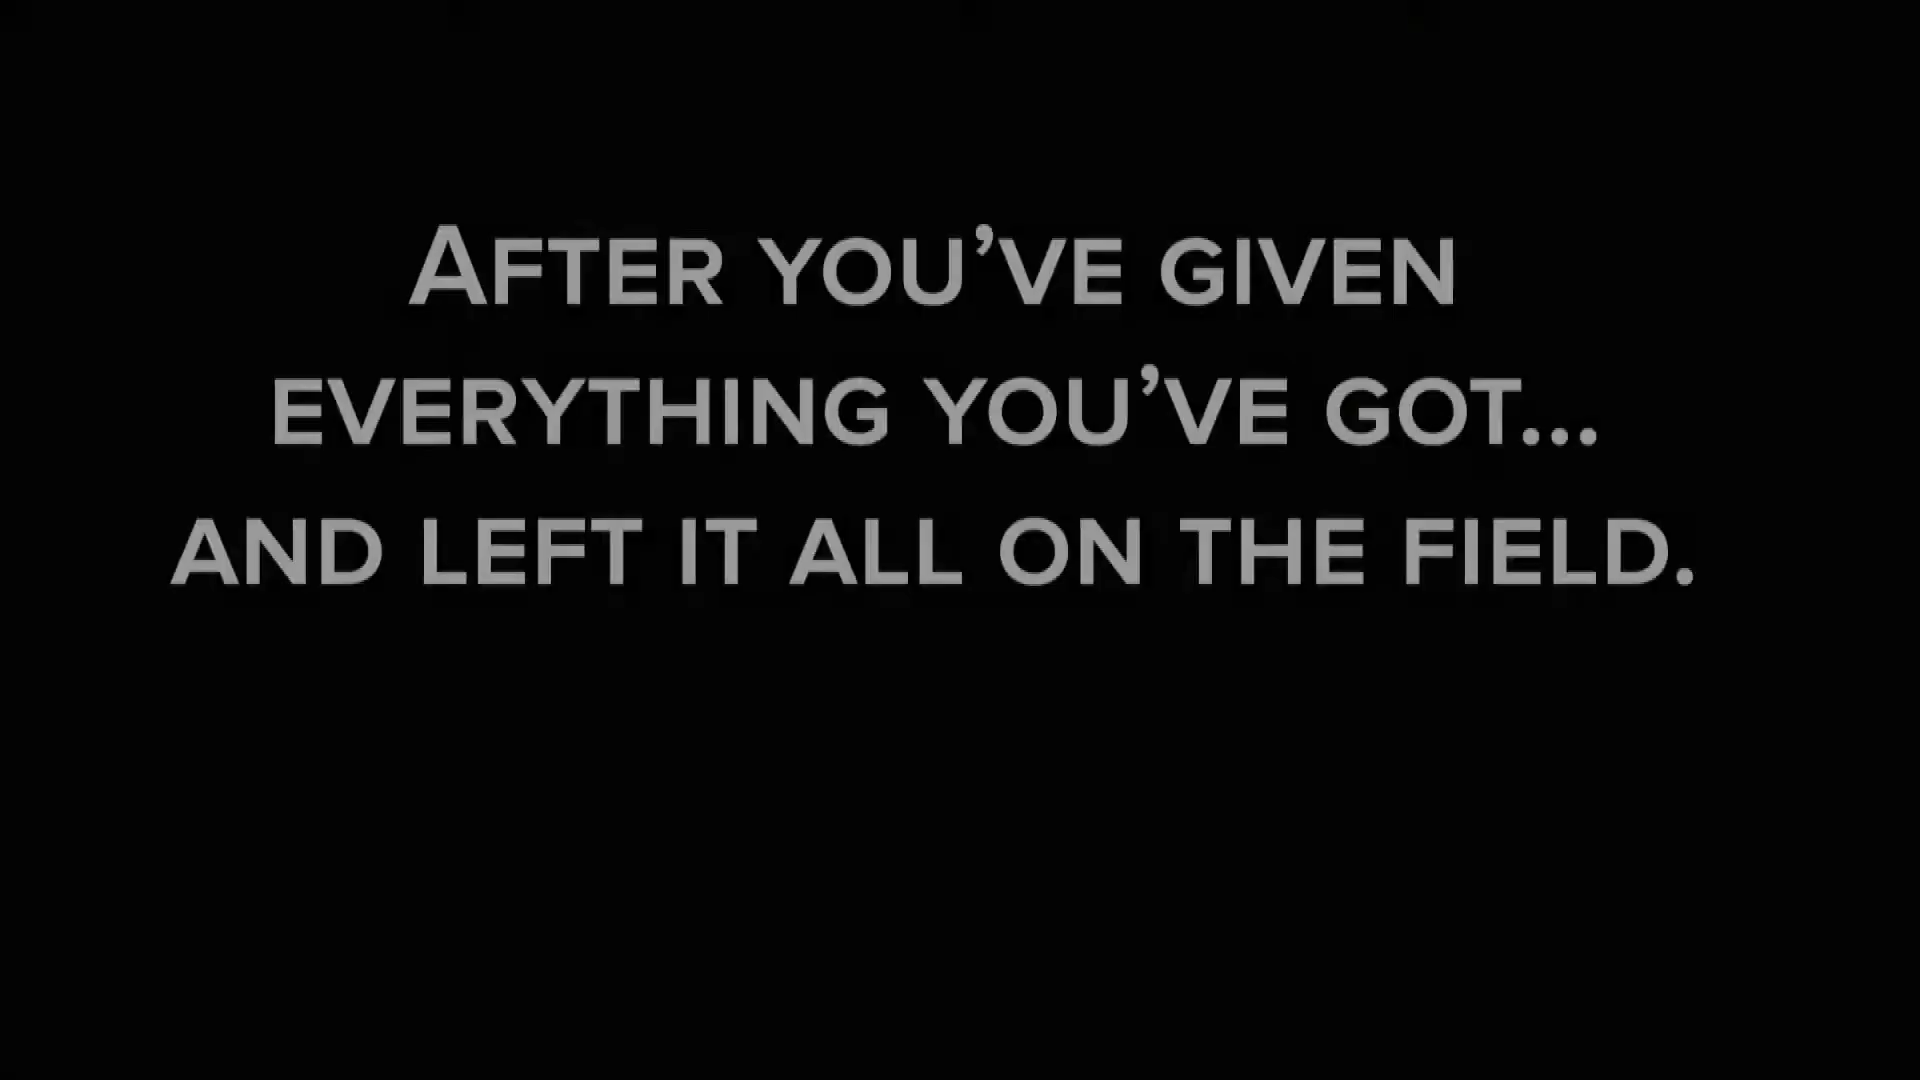 After you’ve given
everything you’ve got...
and left it all on the field.